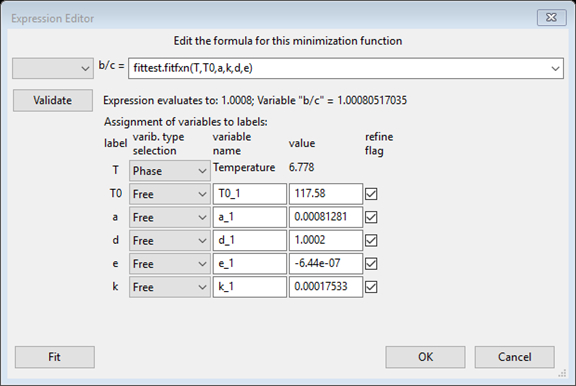 Expression Editor
Edit the formula for this minimization function
b/c = fittest.fitfxn(T,T0,a,k,d,e)
Validate Expression evaluates to: 1.0008; Variable "b/c" = 1.00080517035
Assignment of variables to labels:
label varib. type selection variable name value refine flag
T Phase Temperature 6.778
T0 Free T0_1 117.58
a Free a_1 0.00081281
d Free d_1 1.0002
e Free e_1 -6.44e-07
k Free k_1 0.00017533
Fit OK Cancel